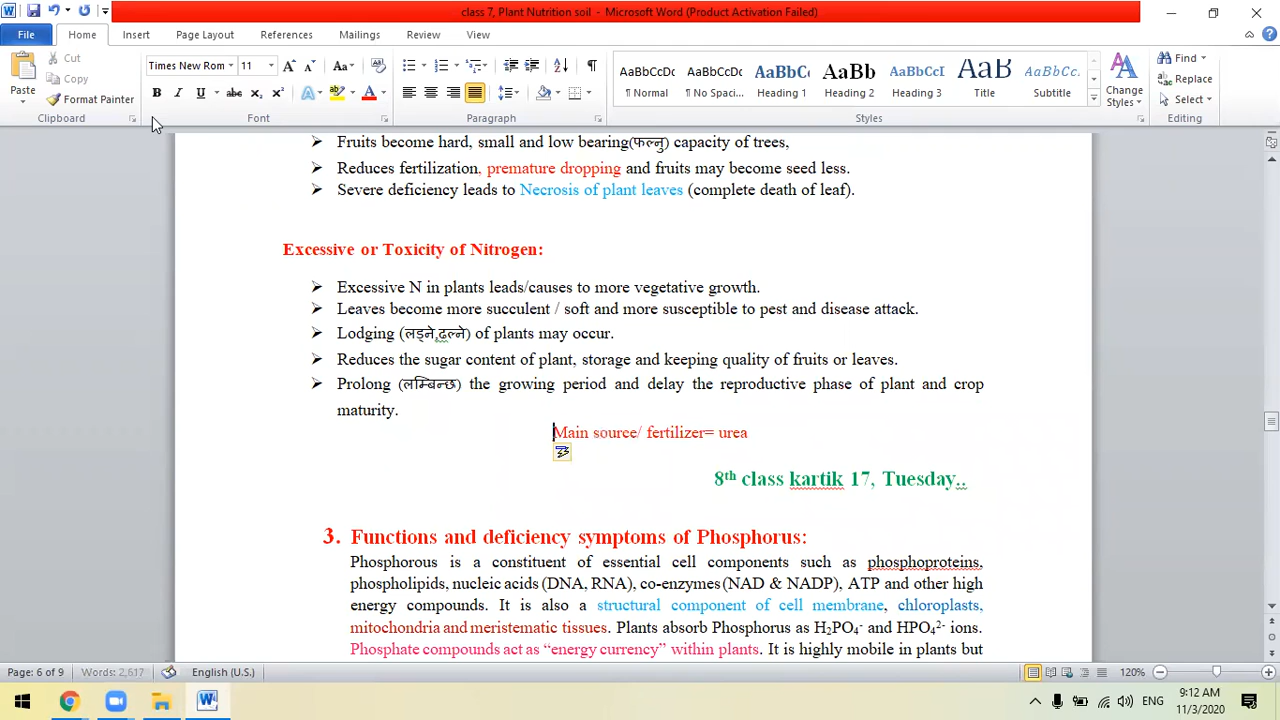 class 7, Plant Nutrition soil - Microsoft Word (Product Activation Failed)
File Home Insert Page Layout References Mailings Review View
Paste Cut Copy Format Painter Clipboard
Times New Rom 11 Font
Paragraph
AaBbCcDc AaBbCcDc AaBbCc AaBbCc AaBbCcI AaB AaBbCcL
¶ Normal ¶ No Spaci... Heading 1 Heading 2 Heading 3 Title Subtitle Styles
Change Styles
Find Replace Select Editing
Fruits become hard, small and low bearing(फल्नु) capacity of trees,
Reduces fertilization, premature dropping and fruits may become seed less.
Severe deficiency leads to Necrosis of plant leaves (complete death of leaf).
Excessive or Toxicity of Nitrogen:
Excessive N in plants leads/causes to more vegetative growth.
Leaves become more succulent / soft and more susceptible to pest and disease attack.
Lodging (लड्ने,ढल्ने) of plants may occur.
Reduces the sugar content of plant, storage and keeping quality of fruits or leaves.
Prolong (लम्बिन्छ) the growing period and delay the reproductive phase of plant and crop
maturity.
Main source/ fertilizer= urea
8th class kartik 17, Tuesday..
3. Functions and deficiency symptoms of Phosphorus:
Phosphorous is a constituent of essential cell components such as phosphoproteins,
phospholipids, nucleic acids (DNA, RNA), co-enzymes (NAD & NADP), ATP and other high
energy compounds. It is also a structural component of cell membrane, chloroplasts,
mitochondria and meristematic tissues. Plants absorb Phosphorus as H₂PO₄⁻ and HPO₄²⁻ ions.
Phosphate compounds act as “energy currency” within plants. It is highly mobile in plants but
Page: 6 of 9 Words: 2,617 English (U.S.) 120%
ENG 9:12 AM
11/3/2020